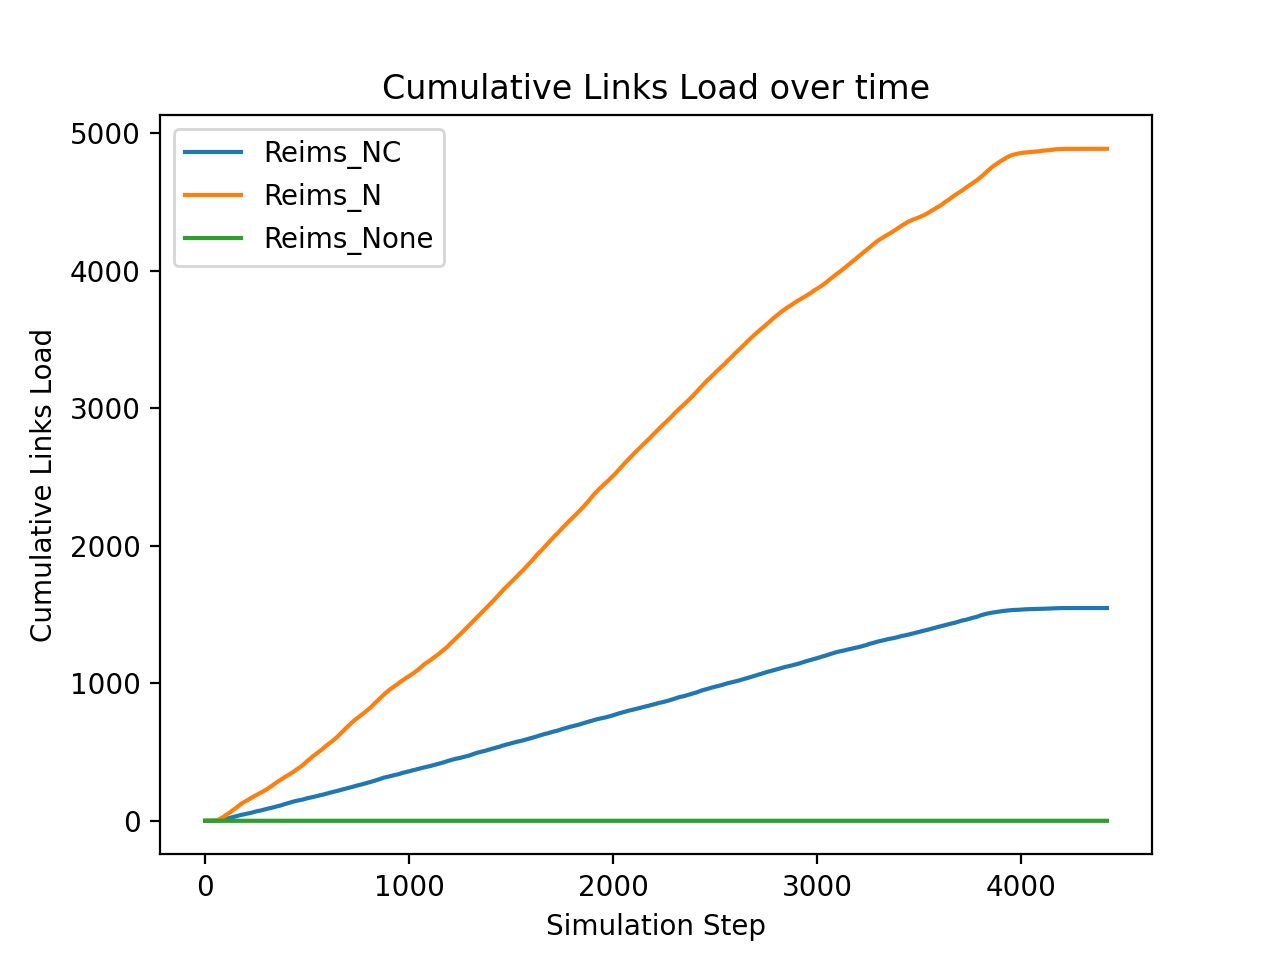 Cumulative Links Load over time
Reims_NC
Reims_N
Reims_None
5000
4000
3000
2000
1000
0
Cumulative Links Load
0 1000 2000 3000 4000
Simulation Step